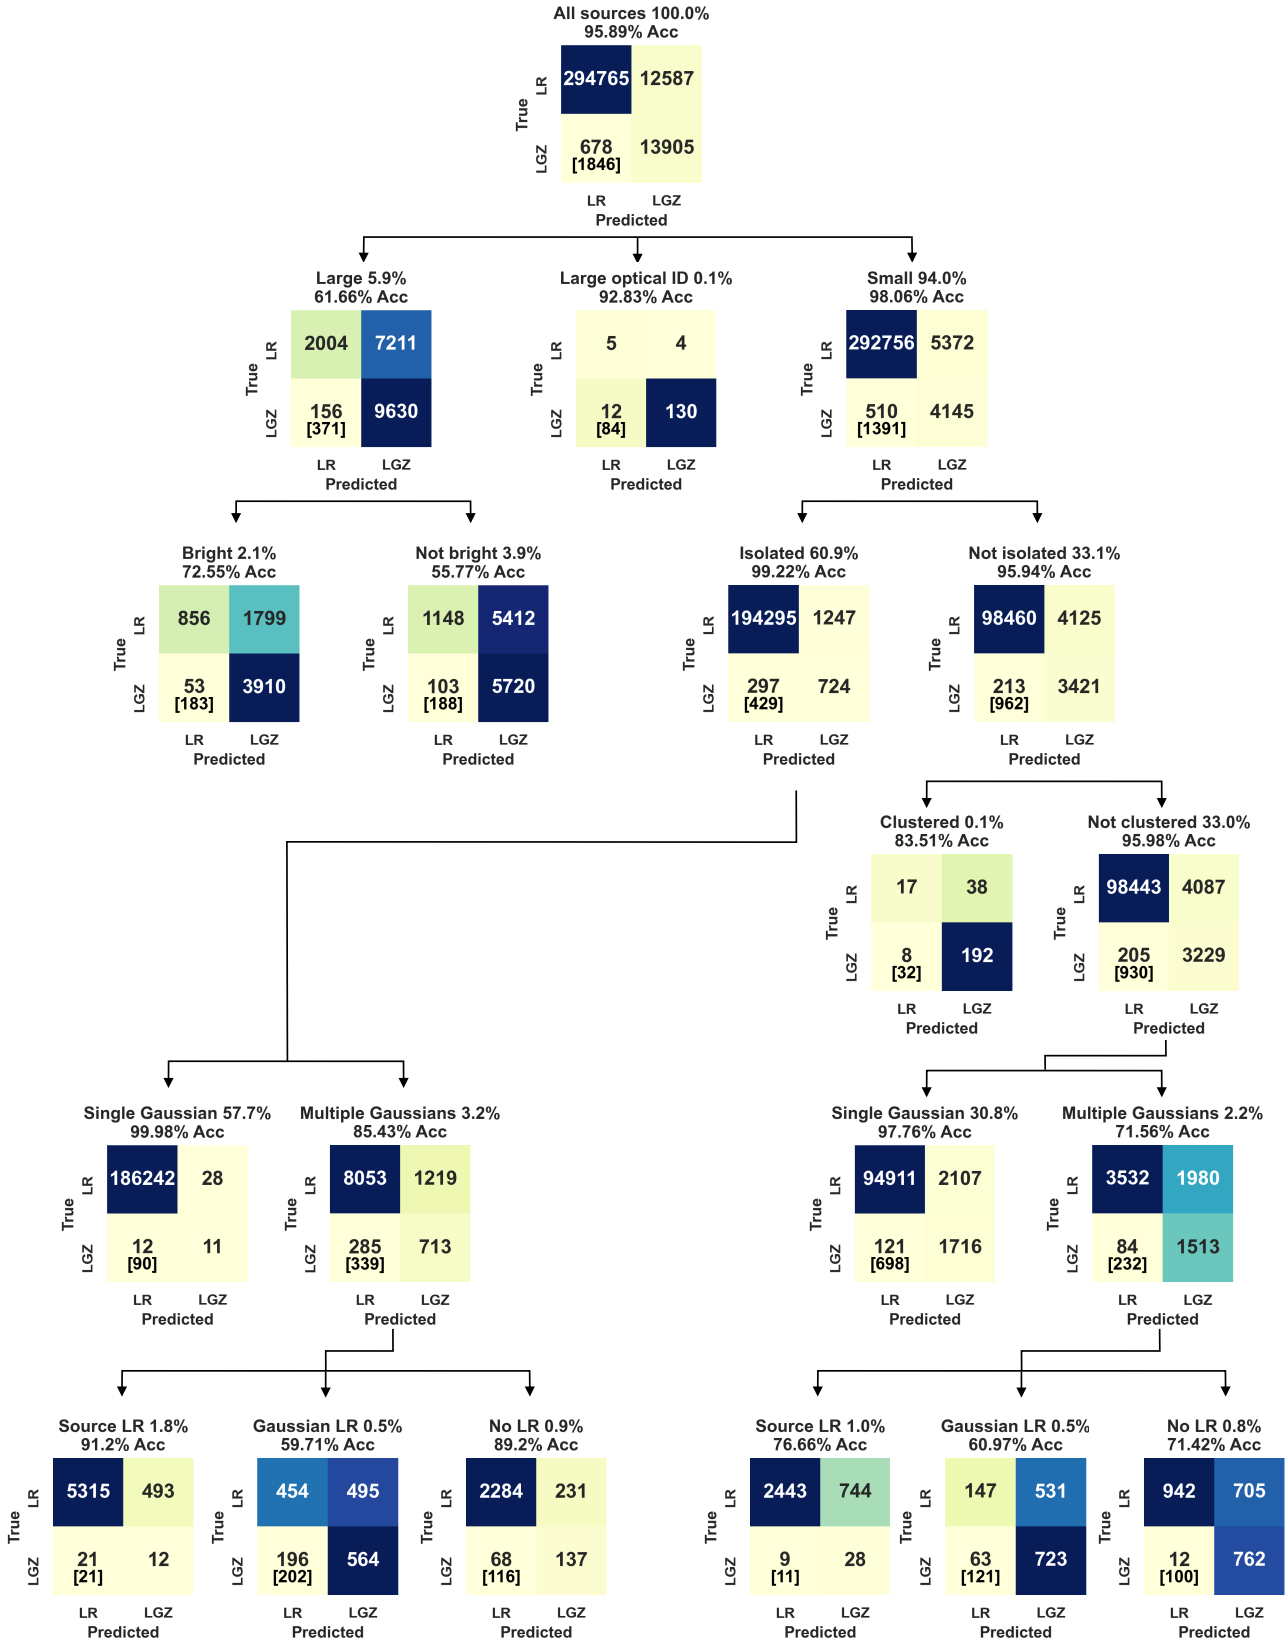 All sources 100.0%
95.89% Acc
True
LR
294765 12587
LGZ
678 13905
[1846]
LR LGZ
Predicted
Large 5.9%
61.66% Acc
True
LR
2004 7211
LGZ
156 9630
[371]
LR LGZ
Predicted
Large optical ID 0.1%
92.83% Acc
5 4
12 130
[84]
LR LGZ
Predicted
Small 94.0%
98.06% Acc
True
LR
292756 5372
LGZ
510 4145
[1391]
LR LGZ
Predicted
Bright 2.1%
72.55% Acc
True
LR
856 1799
LGZ
53 3910
[183]
LR LGZ
Predicted
Not bright 3.9%
55.77% Acc
True
LR
1148 5412
LGZ
103 5720
[188]
LR LGZ
Predicted
Isolated 60.9%
99.22% Acc
True
LR
194295 1247
LGZ
297 724
[429]
LR LGZ
Predicted
Not isolated 33.1%
95.94% Acc
True
LR
98460 4125
LGZ
213 3421
[962]
LR LGZ
Predicted
Clustered 0.1%
83.51% Acc
True
LR
17 38
LGZ
8 192
[32]
LR LGZ
Predicted
Not clustered 33.0%
95.98% Acc
True
LR
98443 4087
LGZ
205 3229
[930]
LR LGZ
Predicted
Single Gaussian 57.7%
99.98% Acc
True
LR
186242 28
LGZ
12 11
[90]
LR LGZ
Predicted
Multiple Gaussians 3.2%
85.43% Acc
True
LR
8053 1219
LGZ
285 713
[339]
LR LGZ
Predicted
Single Gaussian 30.8%
97.76% Acc
True
LR
94911 2107
LGZ
121 1716
[698]
LR LGZ
Predicted
Multiple Gaussians 2.2%
71.56% Acc
True
LR
3532 1980
LGZ
84 1513
[232]
LR LGZ
Predicted
Source LR 1.8%
91.2% Acc
True
LR
5315 493
LGZ
21 12
[21]
LR LGZ
Predicted
Gaussian LR 0.5%
59.71% Acc
True
LR
454 495
LGZ
196 564
[202]
LR LGZ
Predicted
No LR 0.9%
89.2% Acc
True
LR
2284 231
LGZ
68 137
[116]
LR LGZ
Predicted
Source LR 1.0%
76.66% Acc
True
LR
2443 744
LGZ
9 28
[11]
LR LGZ
Predicted
Gaussian LR 0.5%
60.97% Acc
True
LR
147 531
LGZ
63 723
[121]
LR LGZ
Predicted
No LR 0.8%
71.42% Acc
True
LR
942 705
LGZ
12 762
[100]
LR LGZ
Predicted